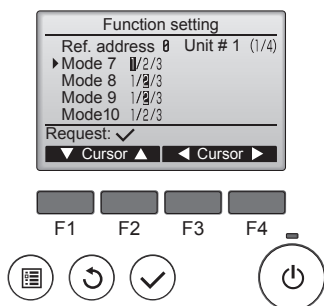 Function setting
Ref. address 0 Unit # 1 (1/4)
Mode 7 1/2/3
Mode 8 1/2/3
Mode 9 1/2/3
Mode10 1/2/3
Request:✓
▼ Cursor ▲ ◀ Cursor ▶
F1 F2 F3 F4